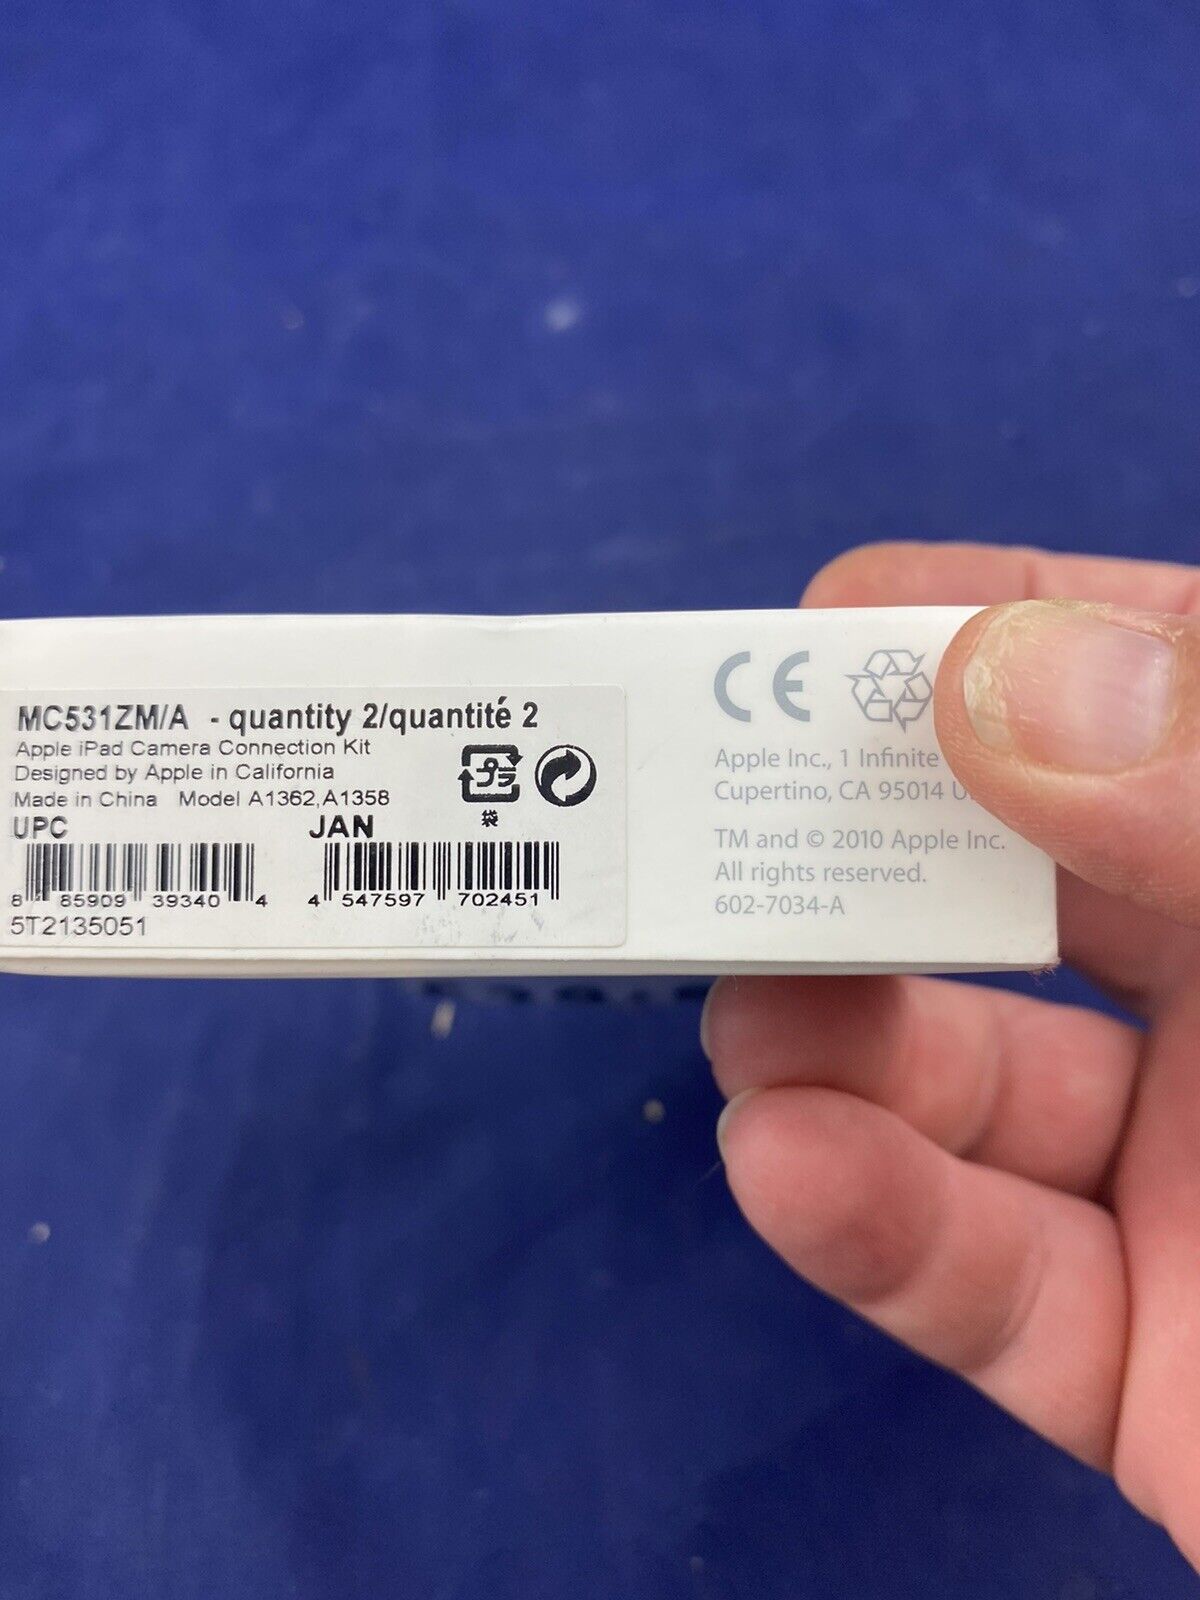 MC531ZM/A - quantity 2/quantité 2
Apple iPad Camera Connection Kit
Designed by Apple in California
Made in China Model A1362,A1358
プラ
袋
UPC JAN
8 85909 39340 4 4 547597 702451
5T2135051
CE
Apple Inc., 1 Infinite
Cupertino, CA 95014
TM and © 2010 Apple Inc.
All rights reserved.
602-7034-A